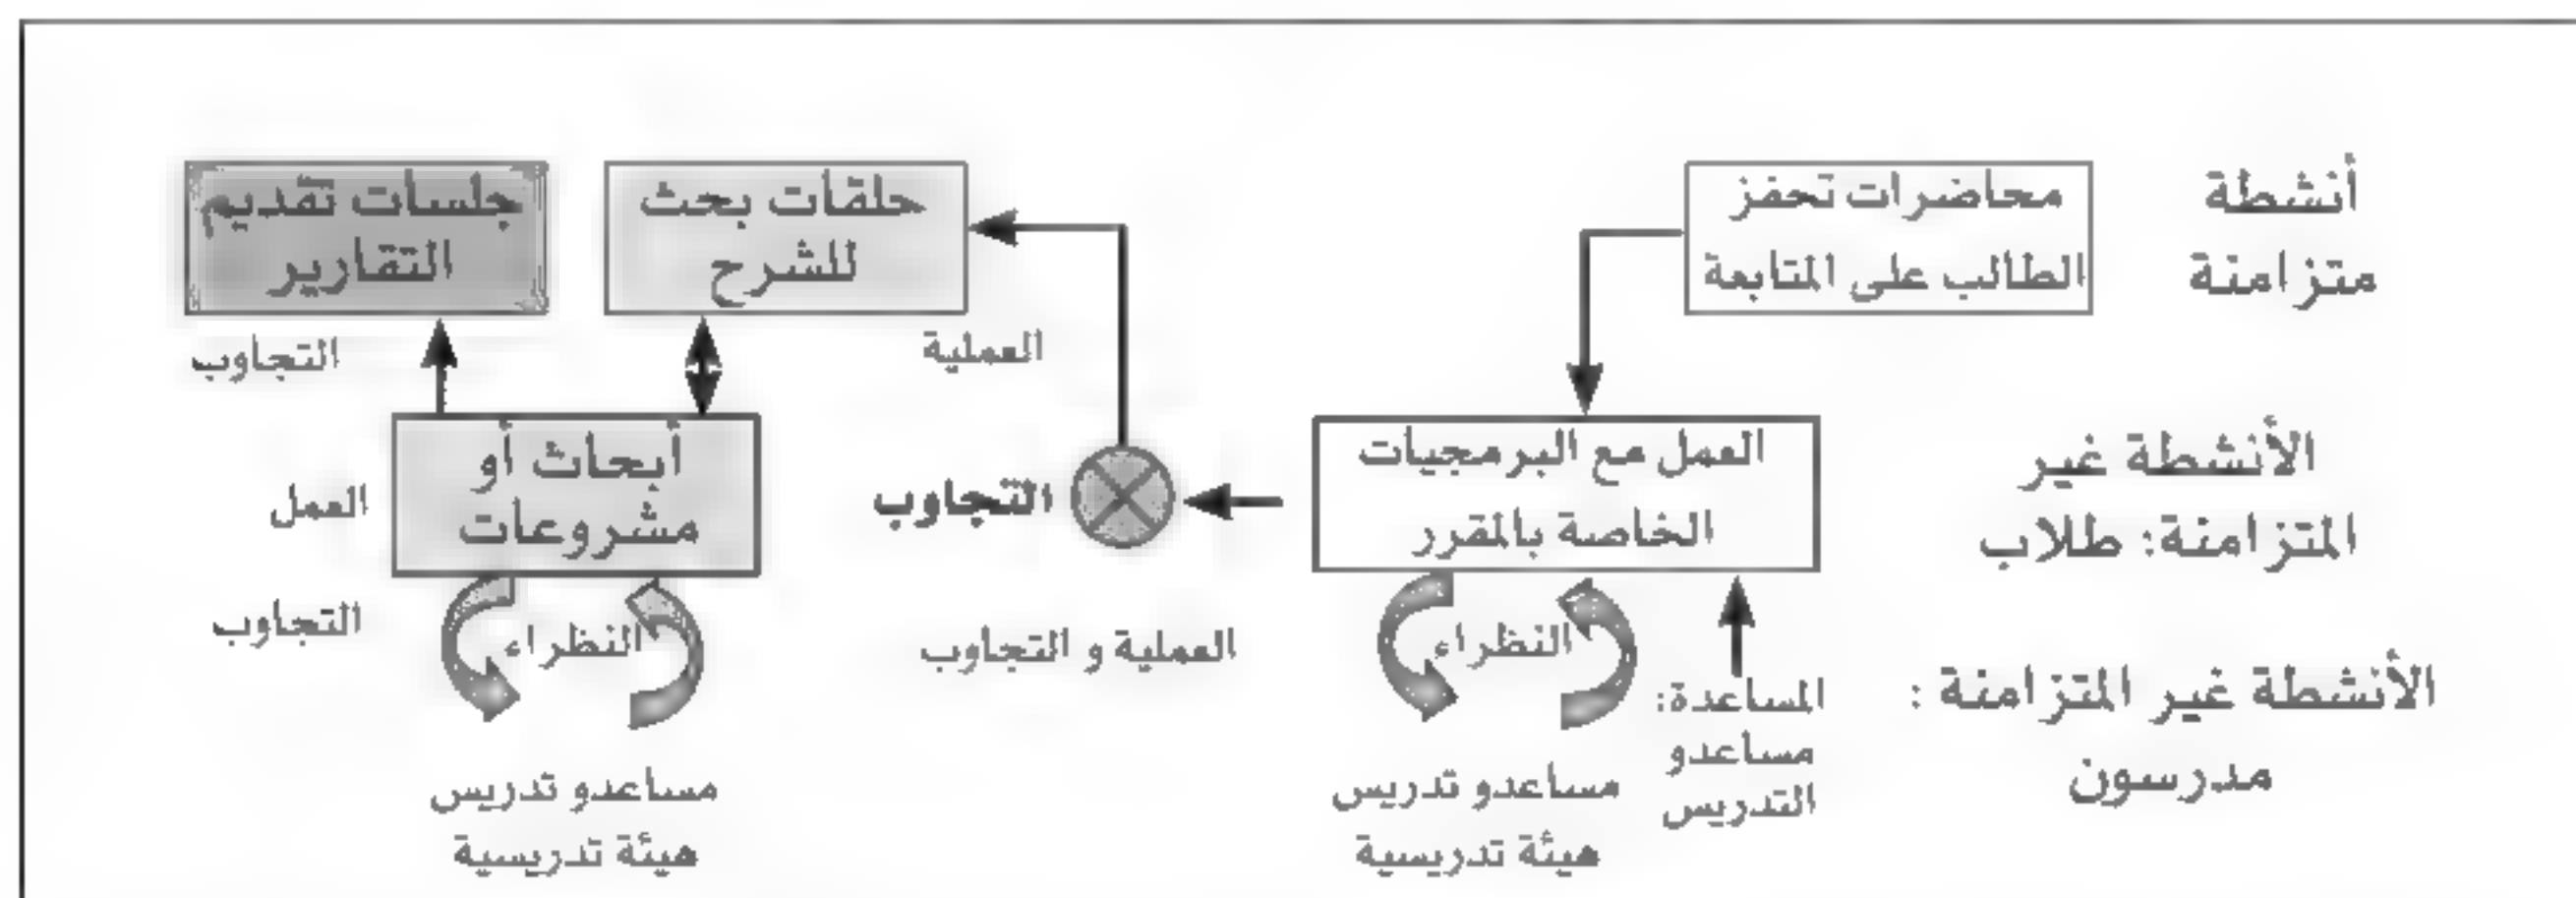 أنشطة
متزامنة
محاضرات تحفز
الطالب على المتابعة
حلقات بحث
للشرح
جلسات تقديم
التقارير
العملية
التجاوب
الأنشطة غير
المتزامنة: طلاب
العمل مع البرمجيات
الخاصة بالمقرر
التجاوب
أبحاث أو
مشروعات
العمل
النظراء
العملية و التجاوب
النظراء
التجاوب
الأنشطة غير المتزامنة :
مدرسون
المساعدة:
مساعدو
التدريس
مساعدو تدريس
هيئة تدريسية
مساعدو تدريس
هيئة تدريسية